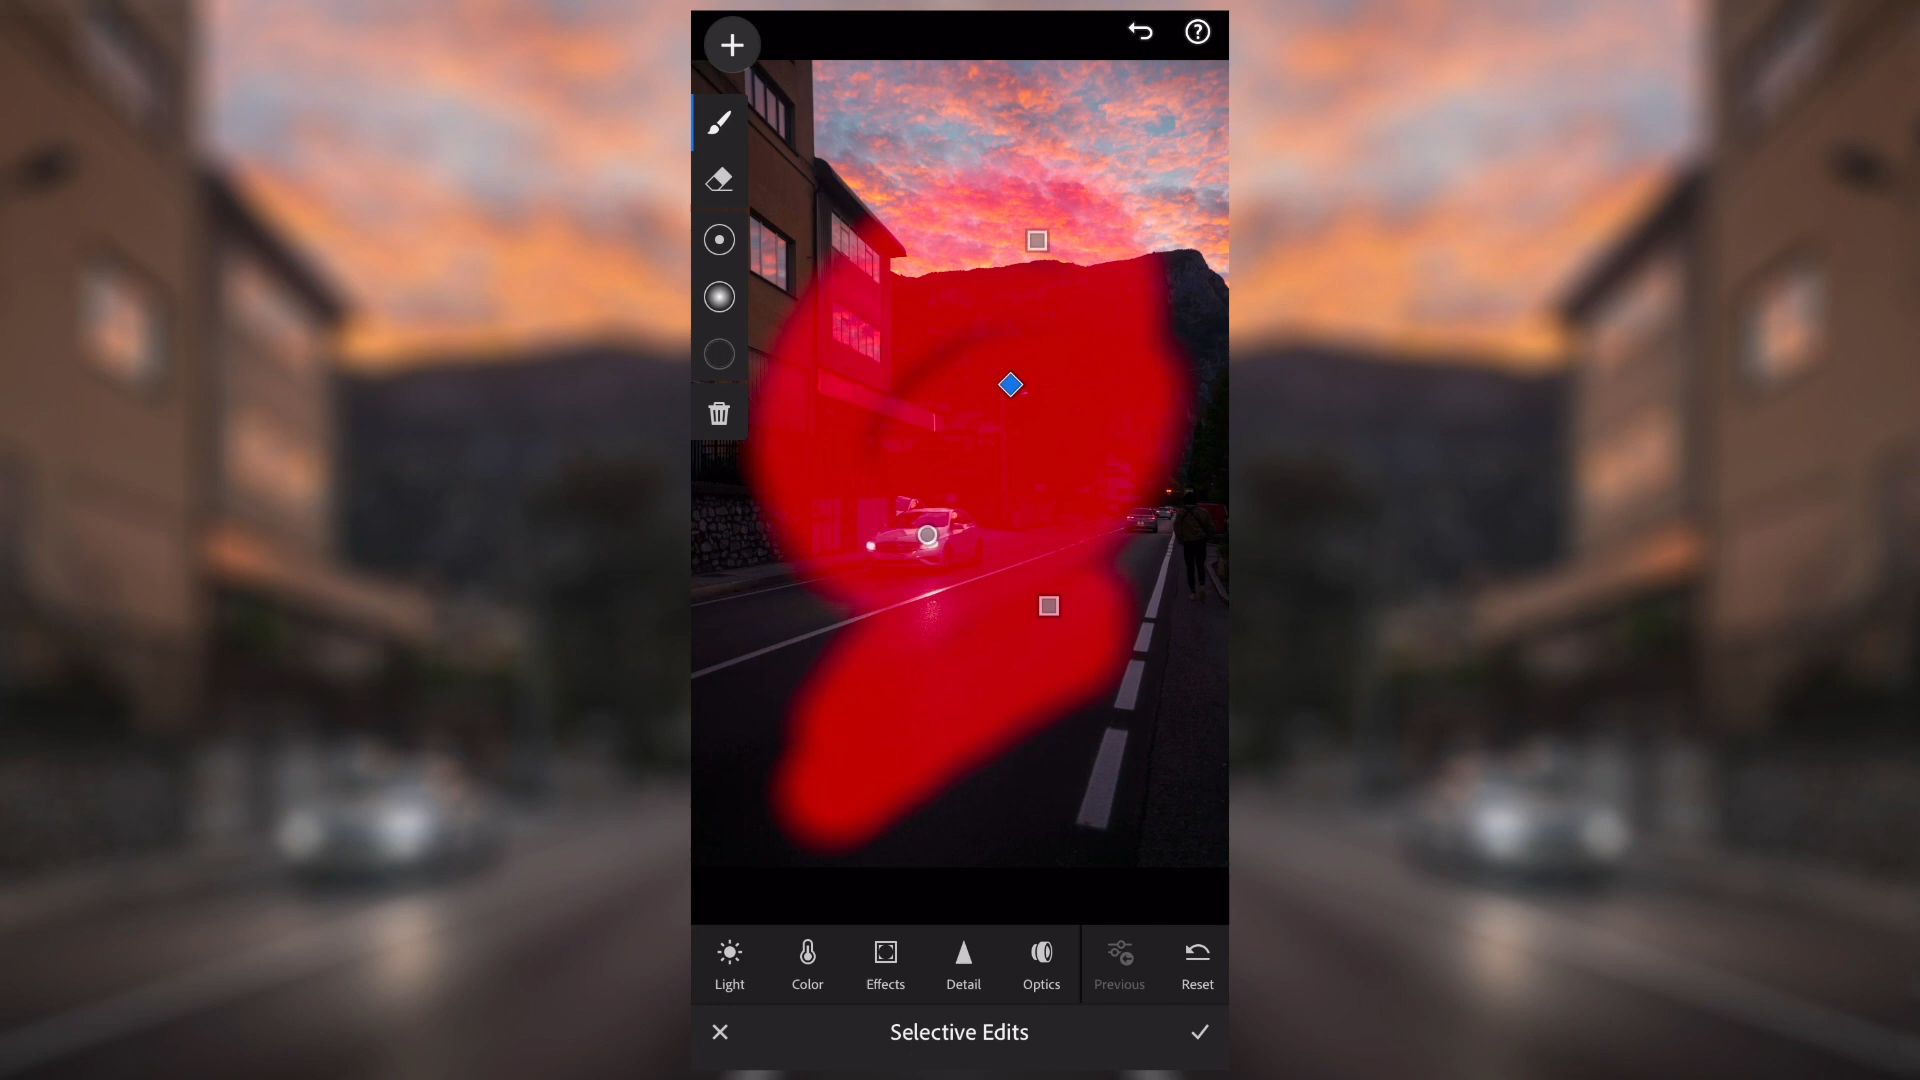 Light
Color
Effects
Detail
Optics
Previous
Reset
Selective Edits